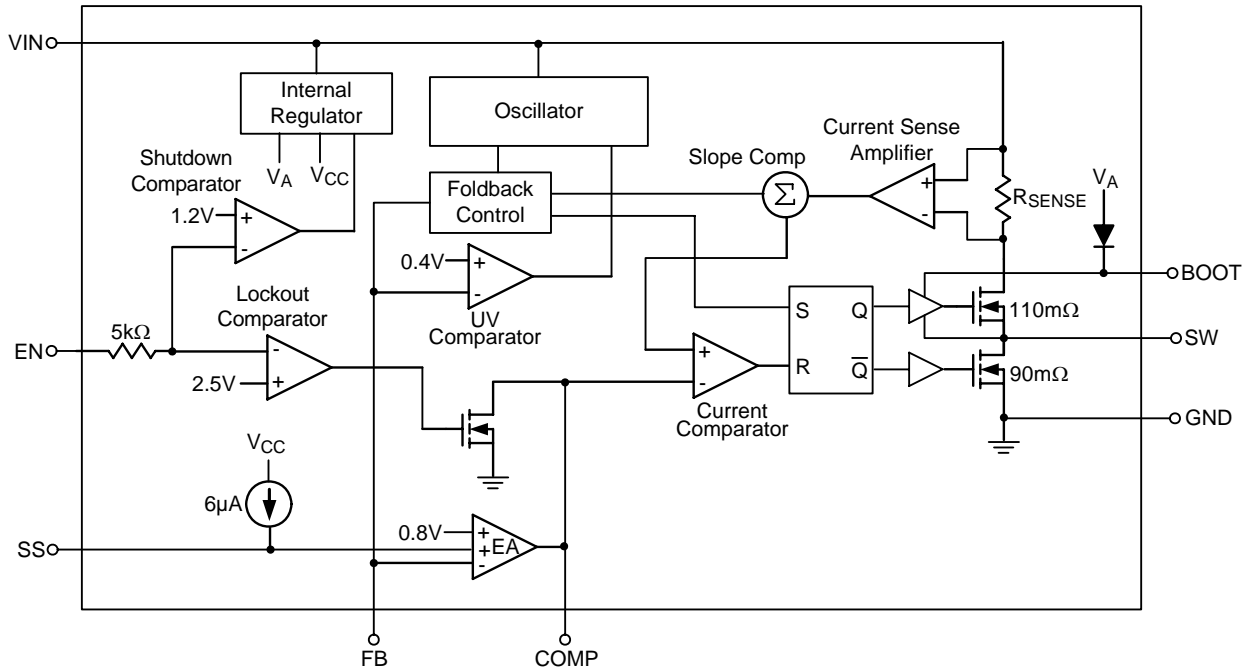 VIN
Internal
Regulator
Oscillator
Current Sense
Amplifier
Slope Comp
Shutdown
Comparator
VA
VCC
Foldback
Control
Σ
+
-
RSENSE
VA
1.2V
+
-
0.4V
+
-
UV
Comparator
BOOT
Lockout
Comparator
S
Q
110mΩ
SW
EN
5kΩ
-
+
2.5V
+
-
R
Q
90mΩ
Current
Comparator
GND
VCC
6µA
SS
0.8V
+
+
-
EA
FB
COMP